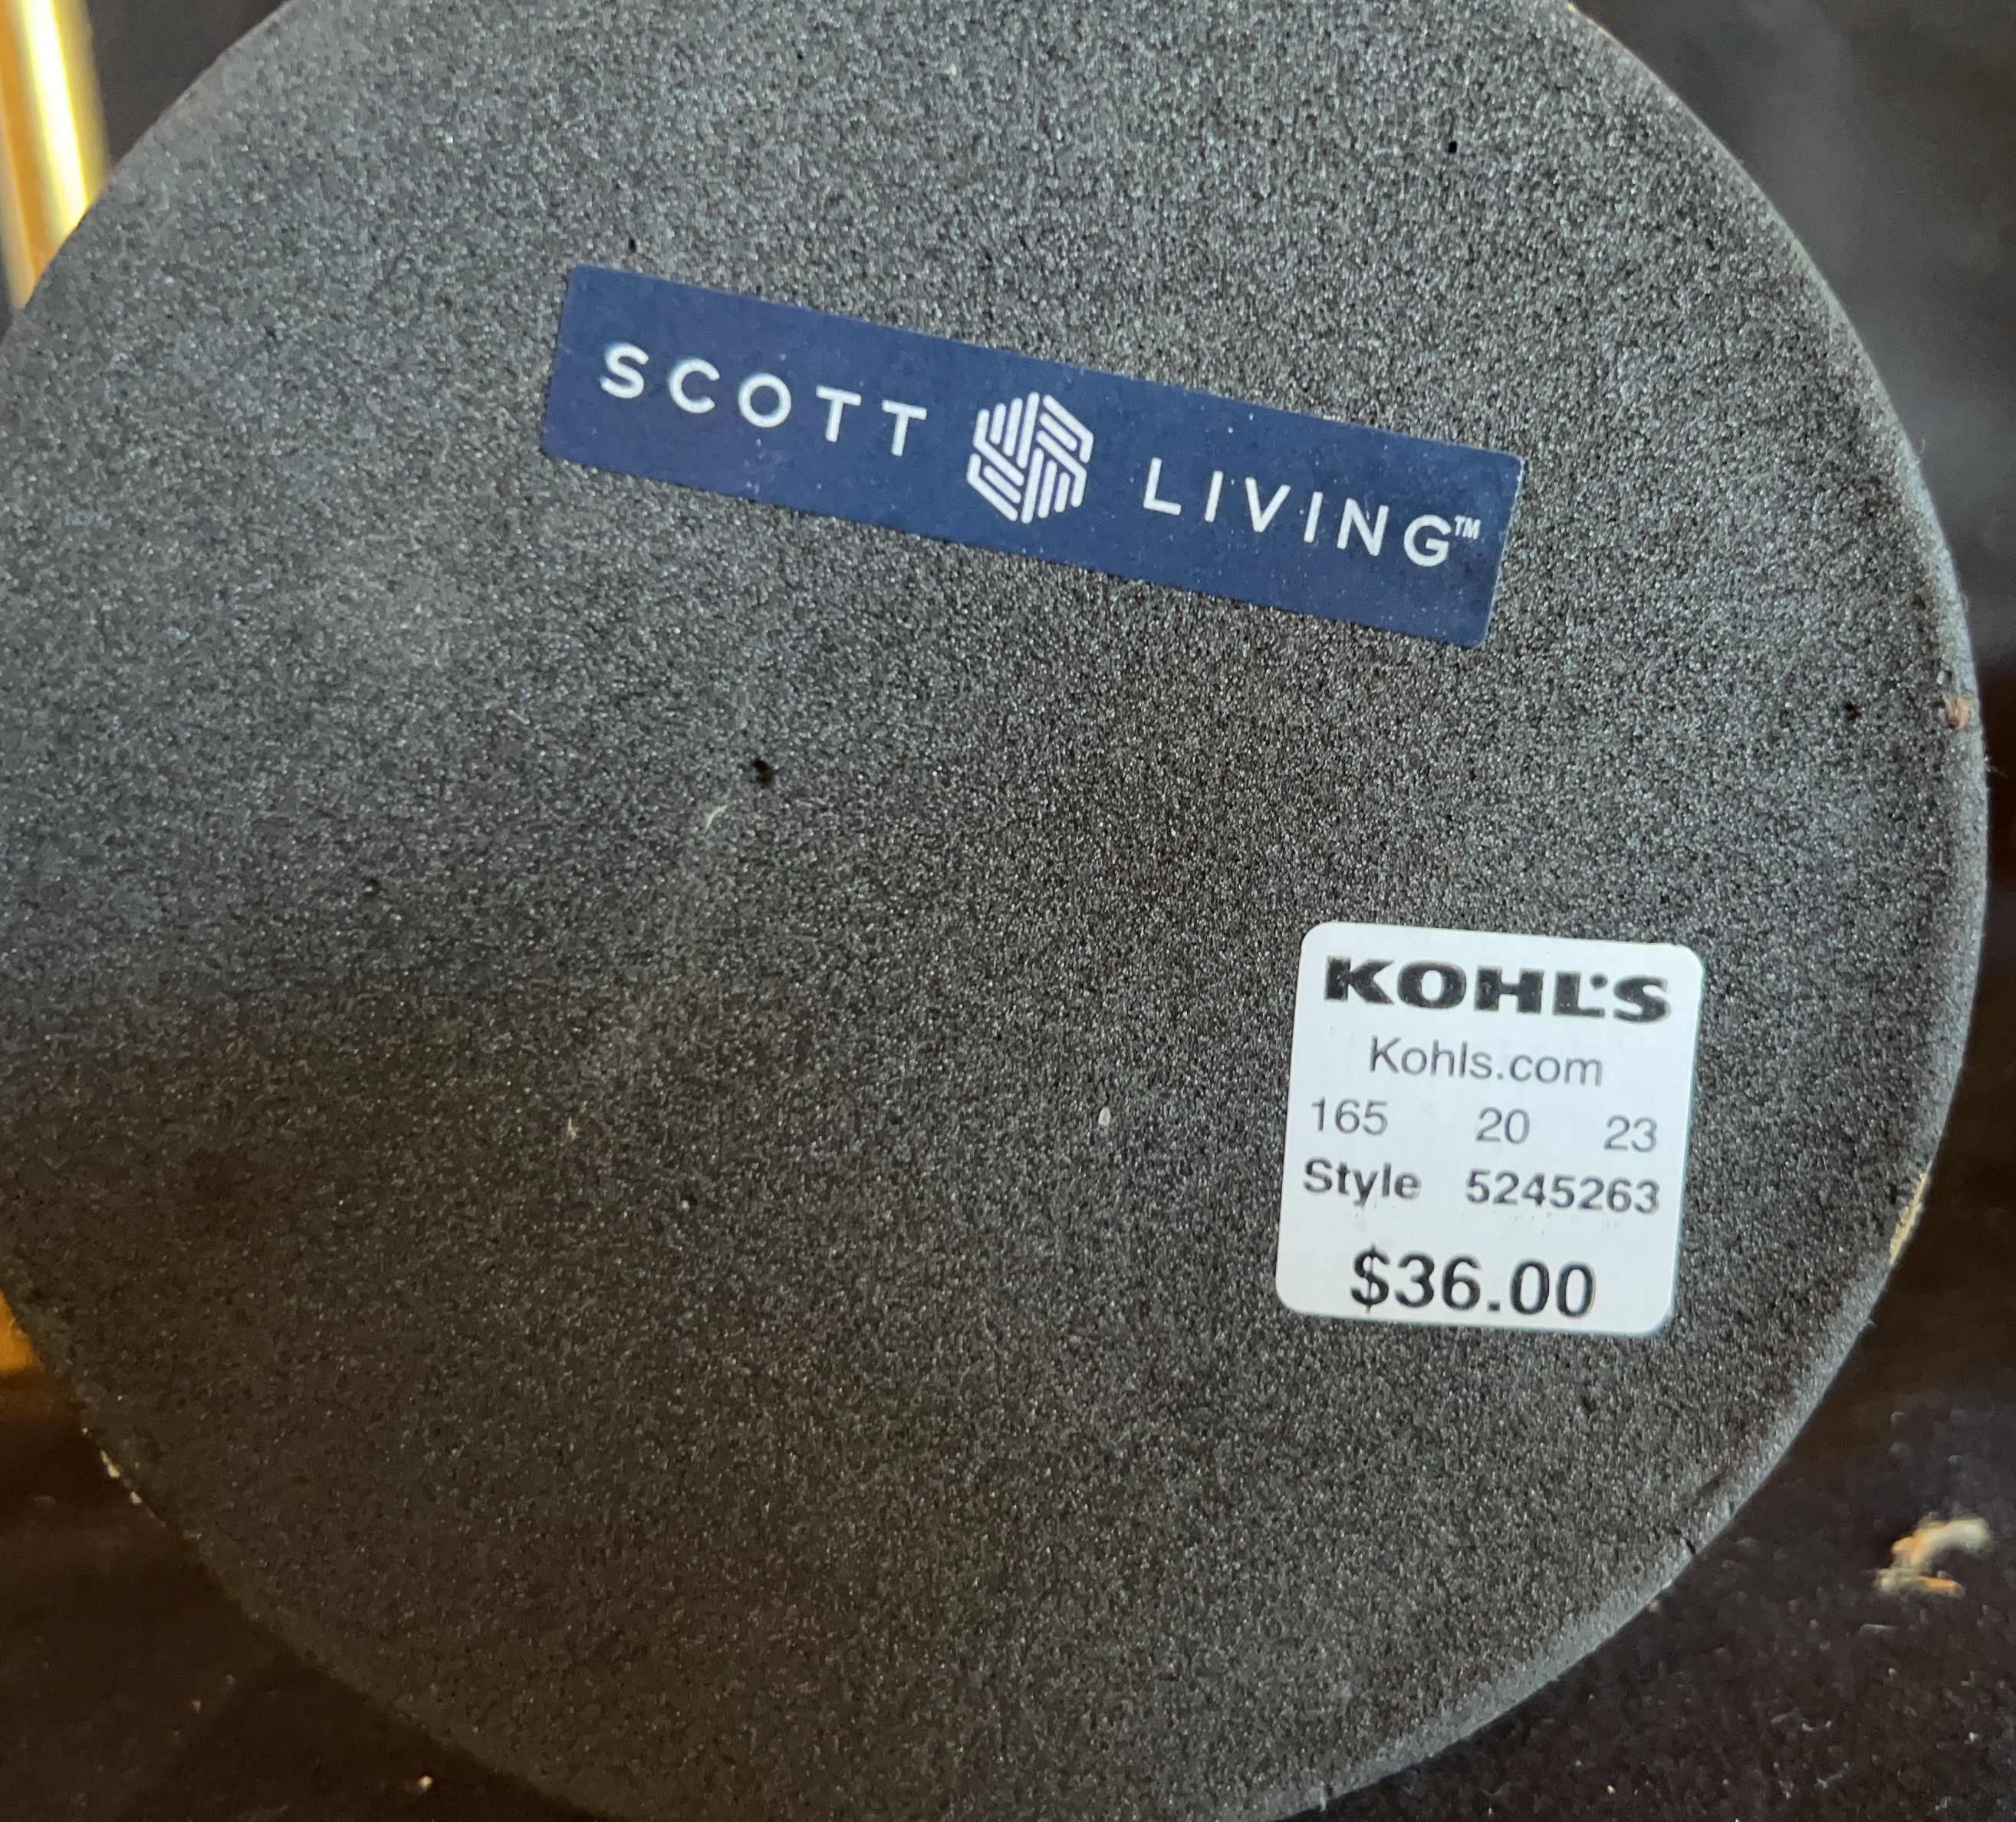 SCOTT LIVING™
KOHL'S
Kohls.com
165 20 23
Style 5245263
$36.00